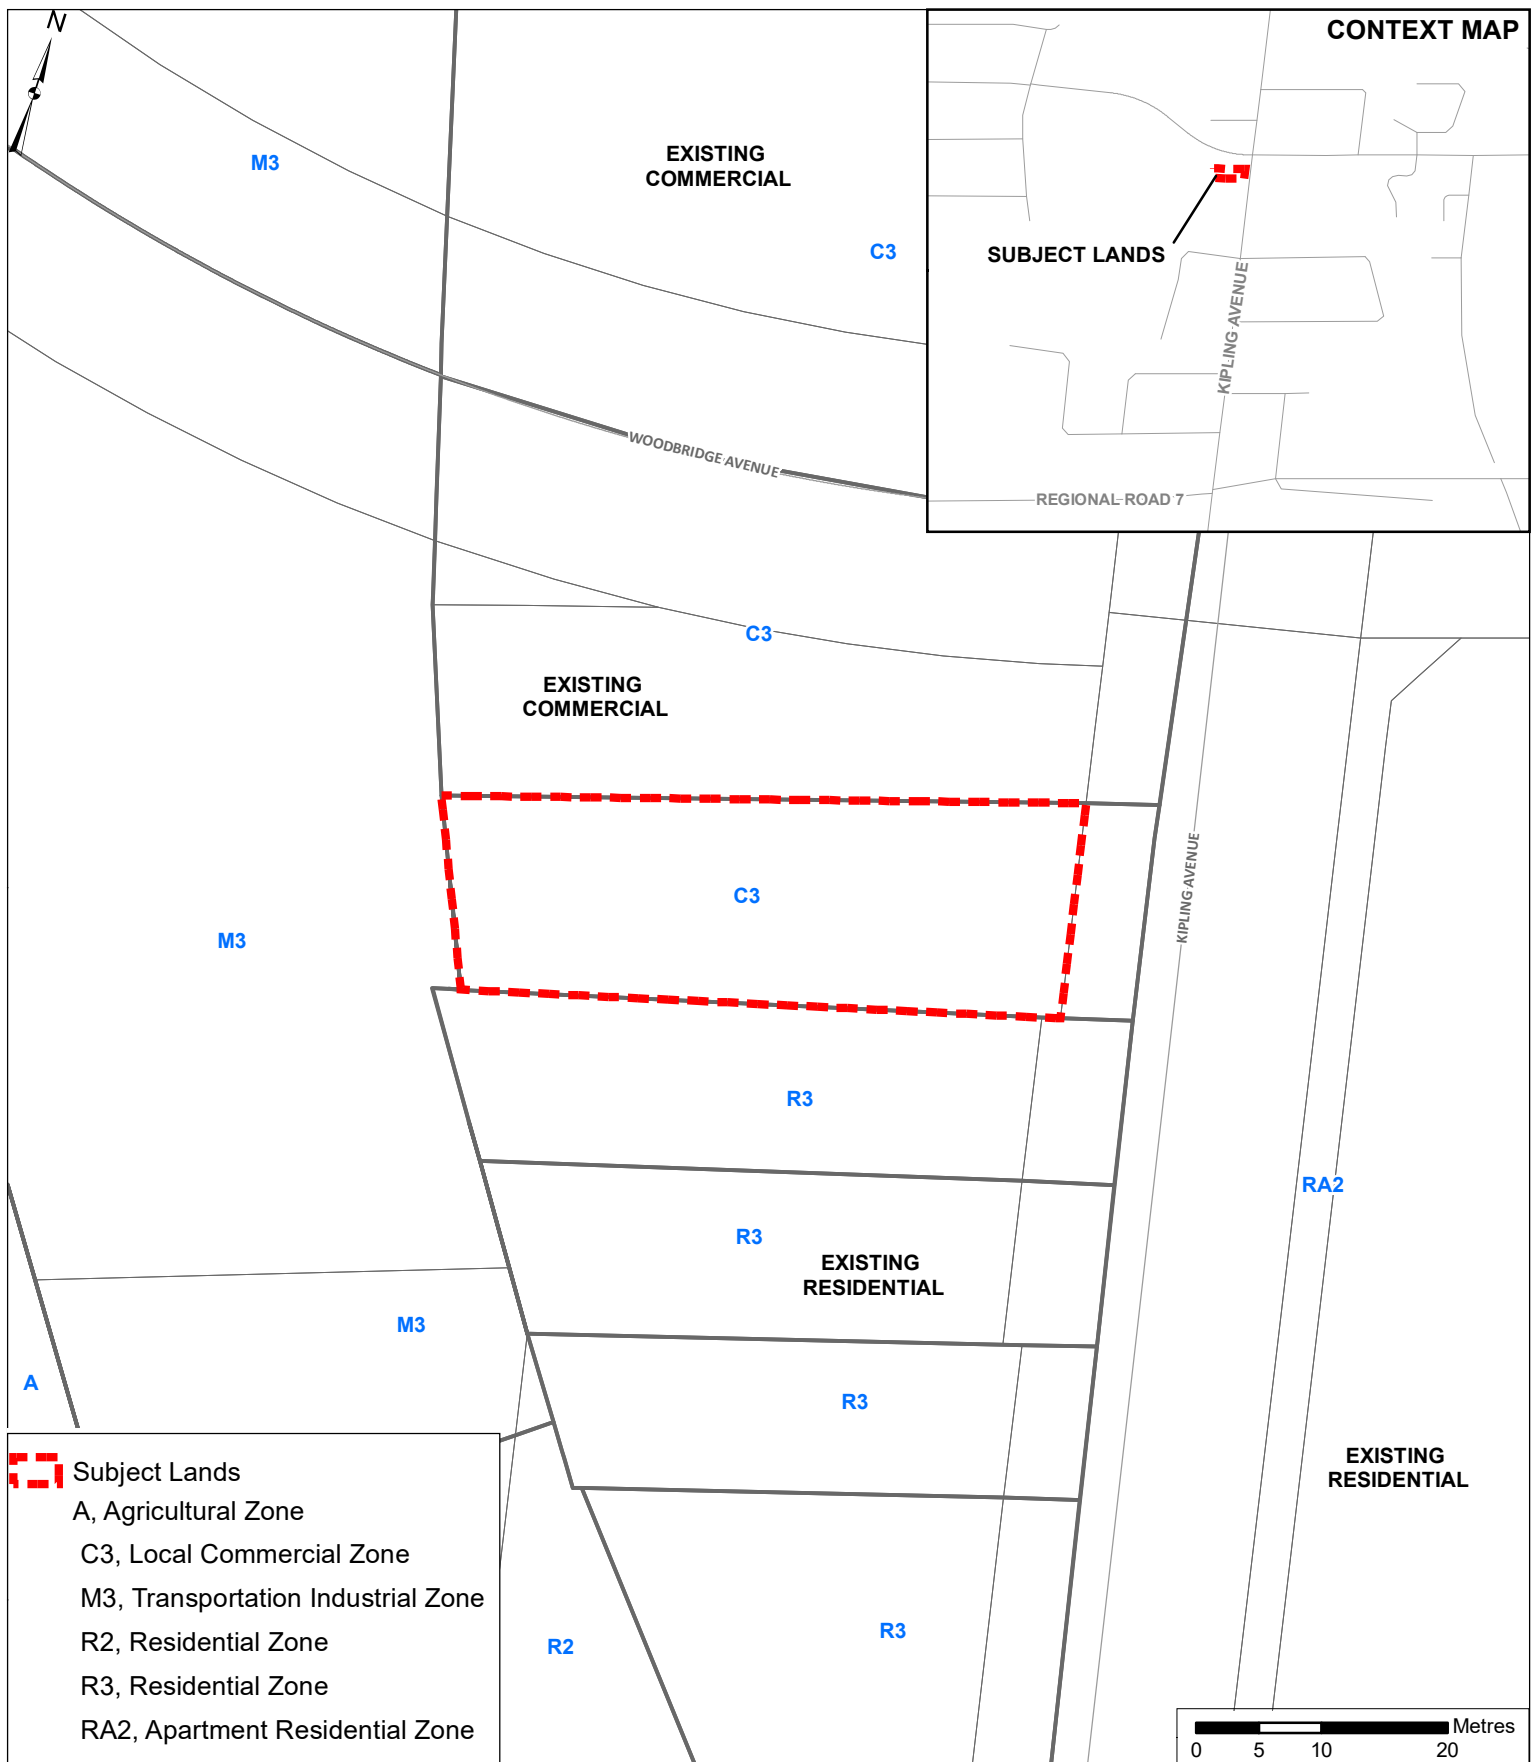 N
CONTEXT MAP
SUBJECT LANDS
KIPLING AVENUE
REGIONAL ROAD 7
M3
EXISTING
COMMERCIAL
C3
WOODBRIDGE AVENUE
C3
EXISTING
COMMERCIAL
C3
KIPLING AVENUE
M3
R3
RA2
R3
EXISTING
RESIDENTIAL
M3
A
R3
EXISTING
RESIDENTIAL
R3
R2
Subject Lands
A, Agricultural Zone
C3, Local Commercial Zone
M3, Transportation Industrial Zone
R2, Residential Zone
R3, Residential Zone
RA2, Apartment Residential Zone
Metres
0 5 10 20